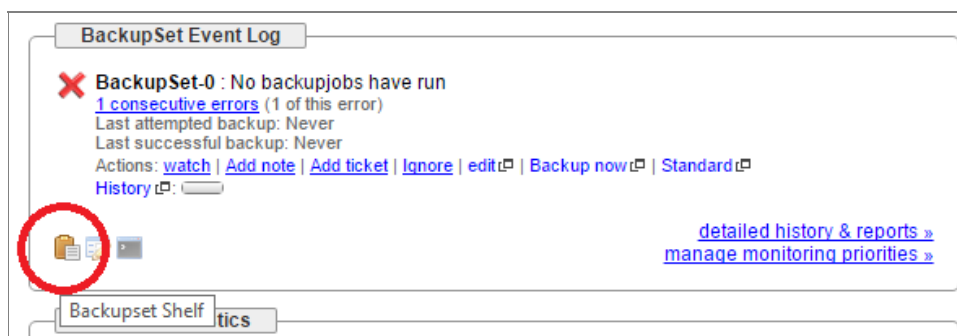 BackupSet Event Log
BackupSet-0 : No backupjobs have run
1 consecutive errors (1 of this error)
Last attempted backup: Never
Last successful backup: Never
Actions: watch | Add note | Add ticket | Ignore | edit | Backup now | Standard
History :
detailed history & reports »
manage monitoring priorities »
Backupset Shelf
tics